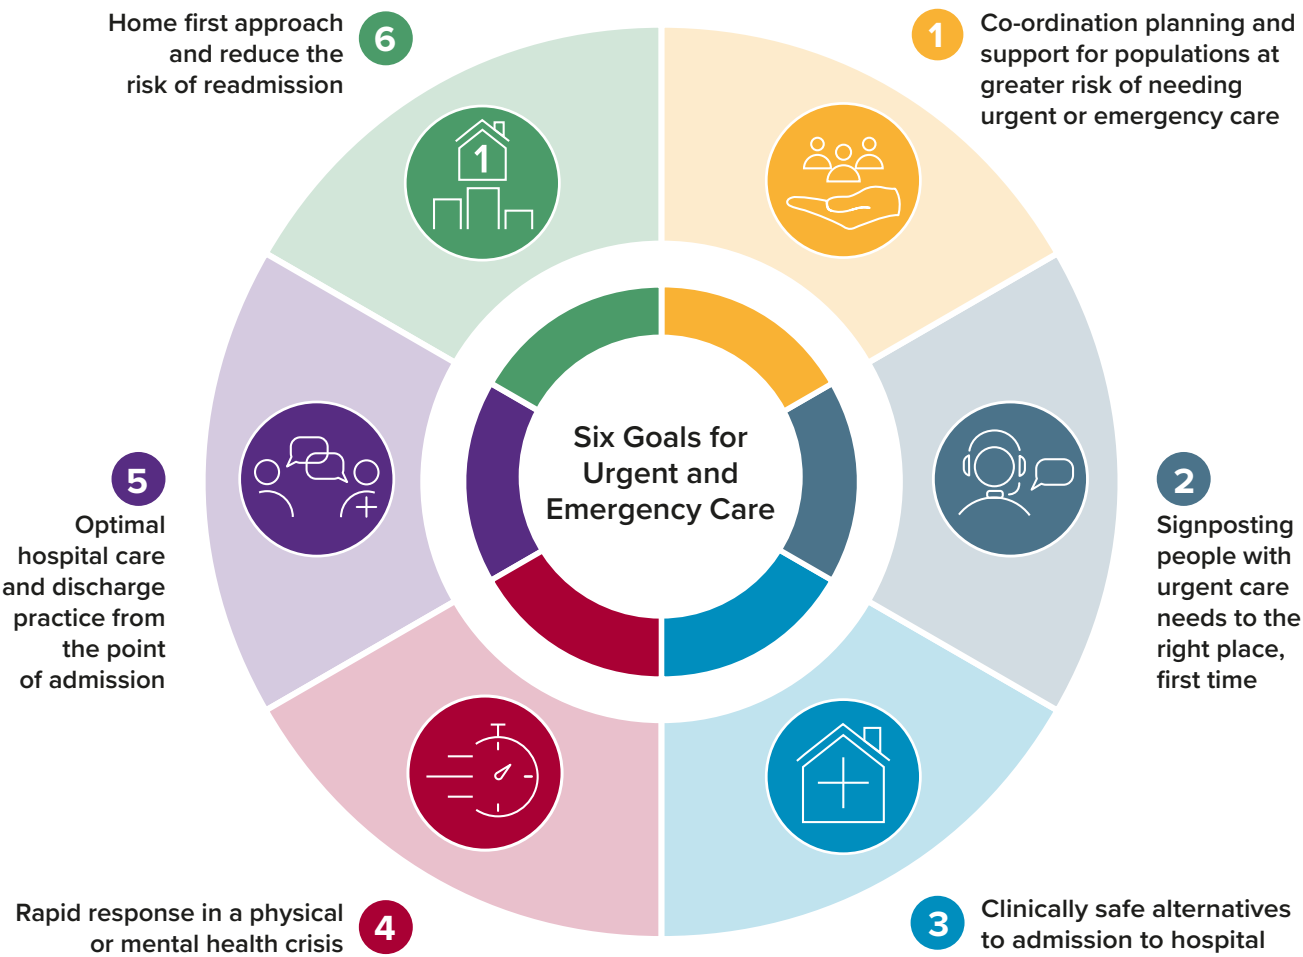 Six Goals for
Urgent and
Emergency Care
1
Co-ordination planning and
support for populations at
greater risk of needing
urgent or emergency care
2
Signposting
people with
urgent care
needs to the
right place,
first time
3
Clinically safe alternatives
to admission to hospital
4
Rapid response in a physical
or mental health crisis
5
Optimal
hospital care
and discharge
practice from
the point
of admission
6
Home first approach
and reduce the
risk of readmission
1